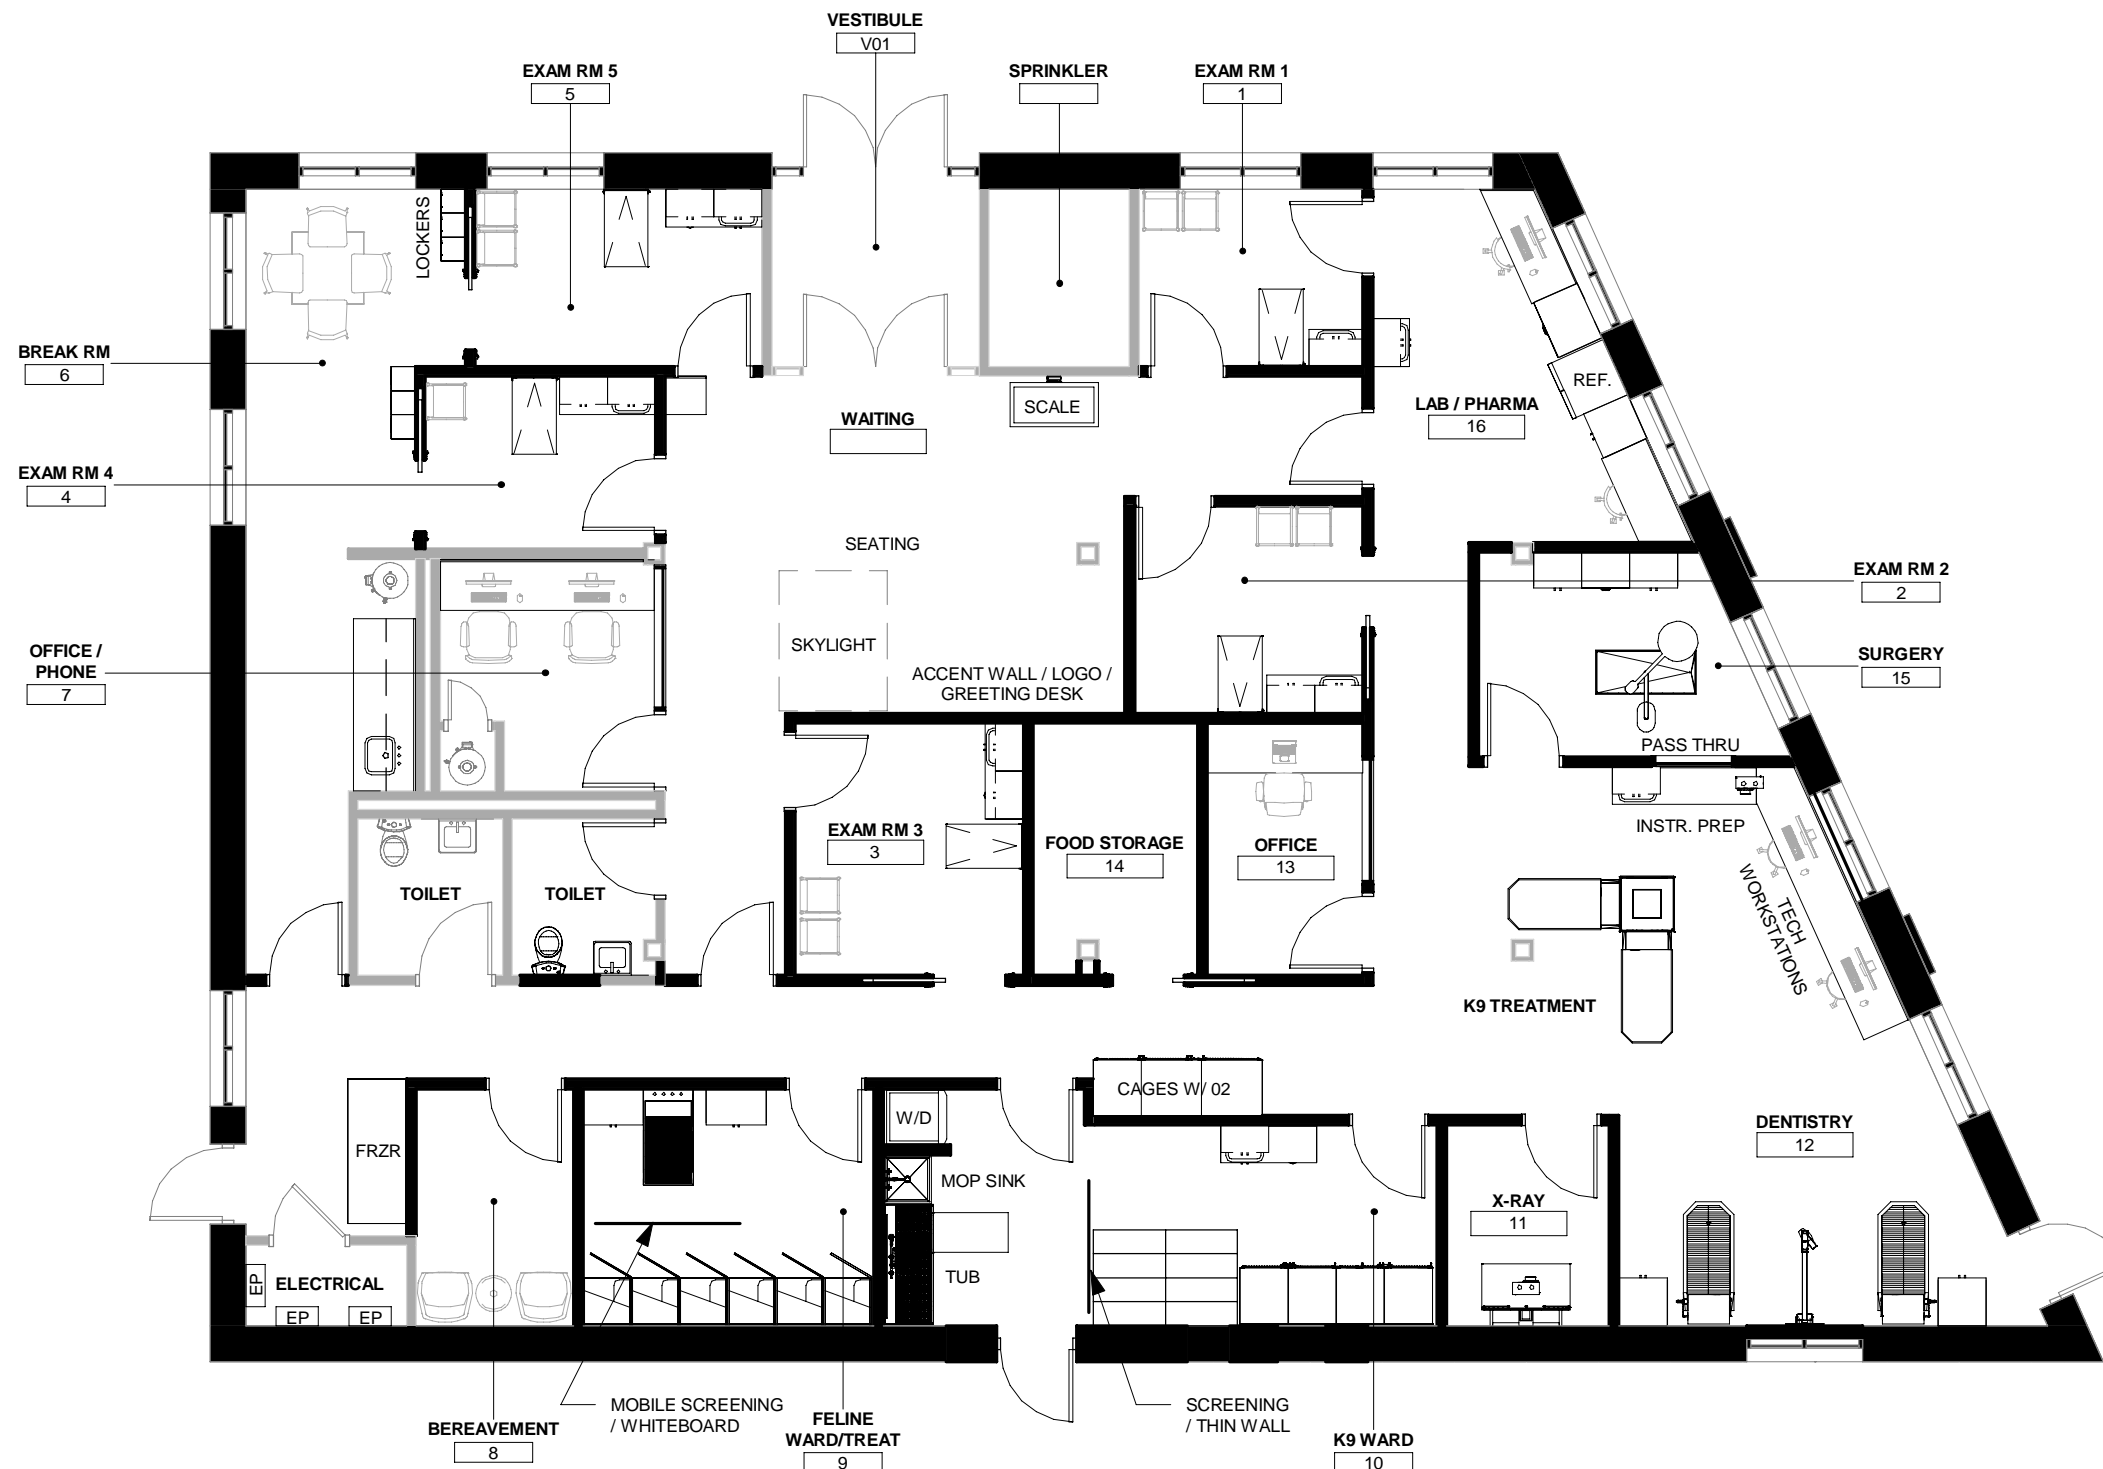 VESTIBULE
V01
EXAM RM 5
5
SPRINKLER
EXAM RM 1
1
LOCKERS
BREAK RM
6
REF.
SCALE
WAITING
LAB / PHARMA
16
EXAM RM 4
4
SEATING
EXAM RM 2
2
SKYLIGHT
ACCENT WALL / LOGO /
GREETING DESK
OFFICE /
PHONE
7
SURGERY
15
PASS THRU
INSTR. PREP
EXAM RM 3
3
FOOD STORAGE
14
OFFICE
13
TOILET
TOILET
TECH
WORKSTATIONS
K9 TREATMENT
CAGES W/ 02
W/D
DENTISTRY
12
FRZR
MOP SINK
X-RAY
11
ELECTRICAL
TUB
EP
EP
EP
MOBILE SCREENING
/ WHITEBOARD
SCREENING
/ THIN WALL
BEREAVEMENT
8
FELINE
WARD/TREAT
9
K9 WARD
10